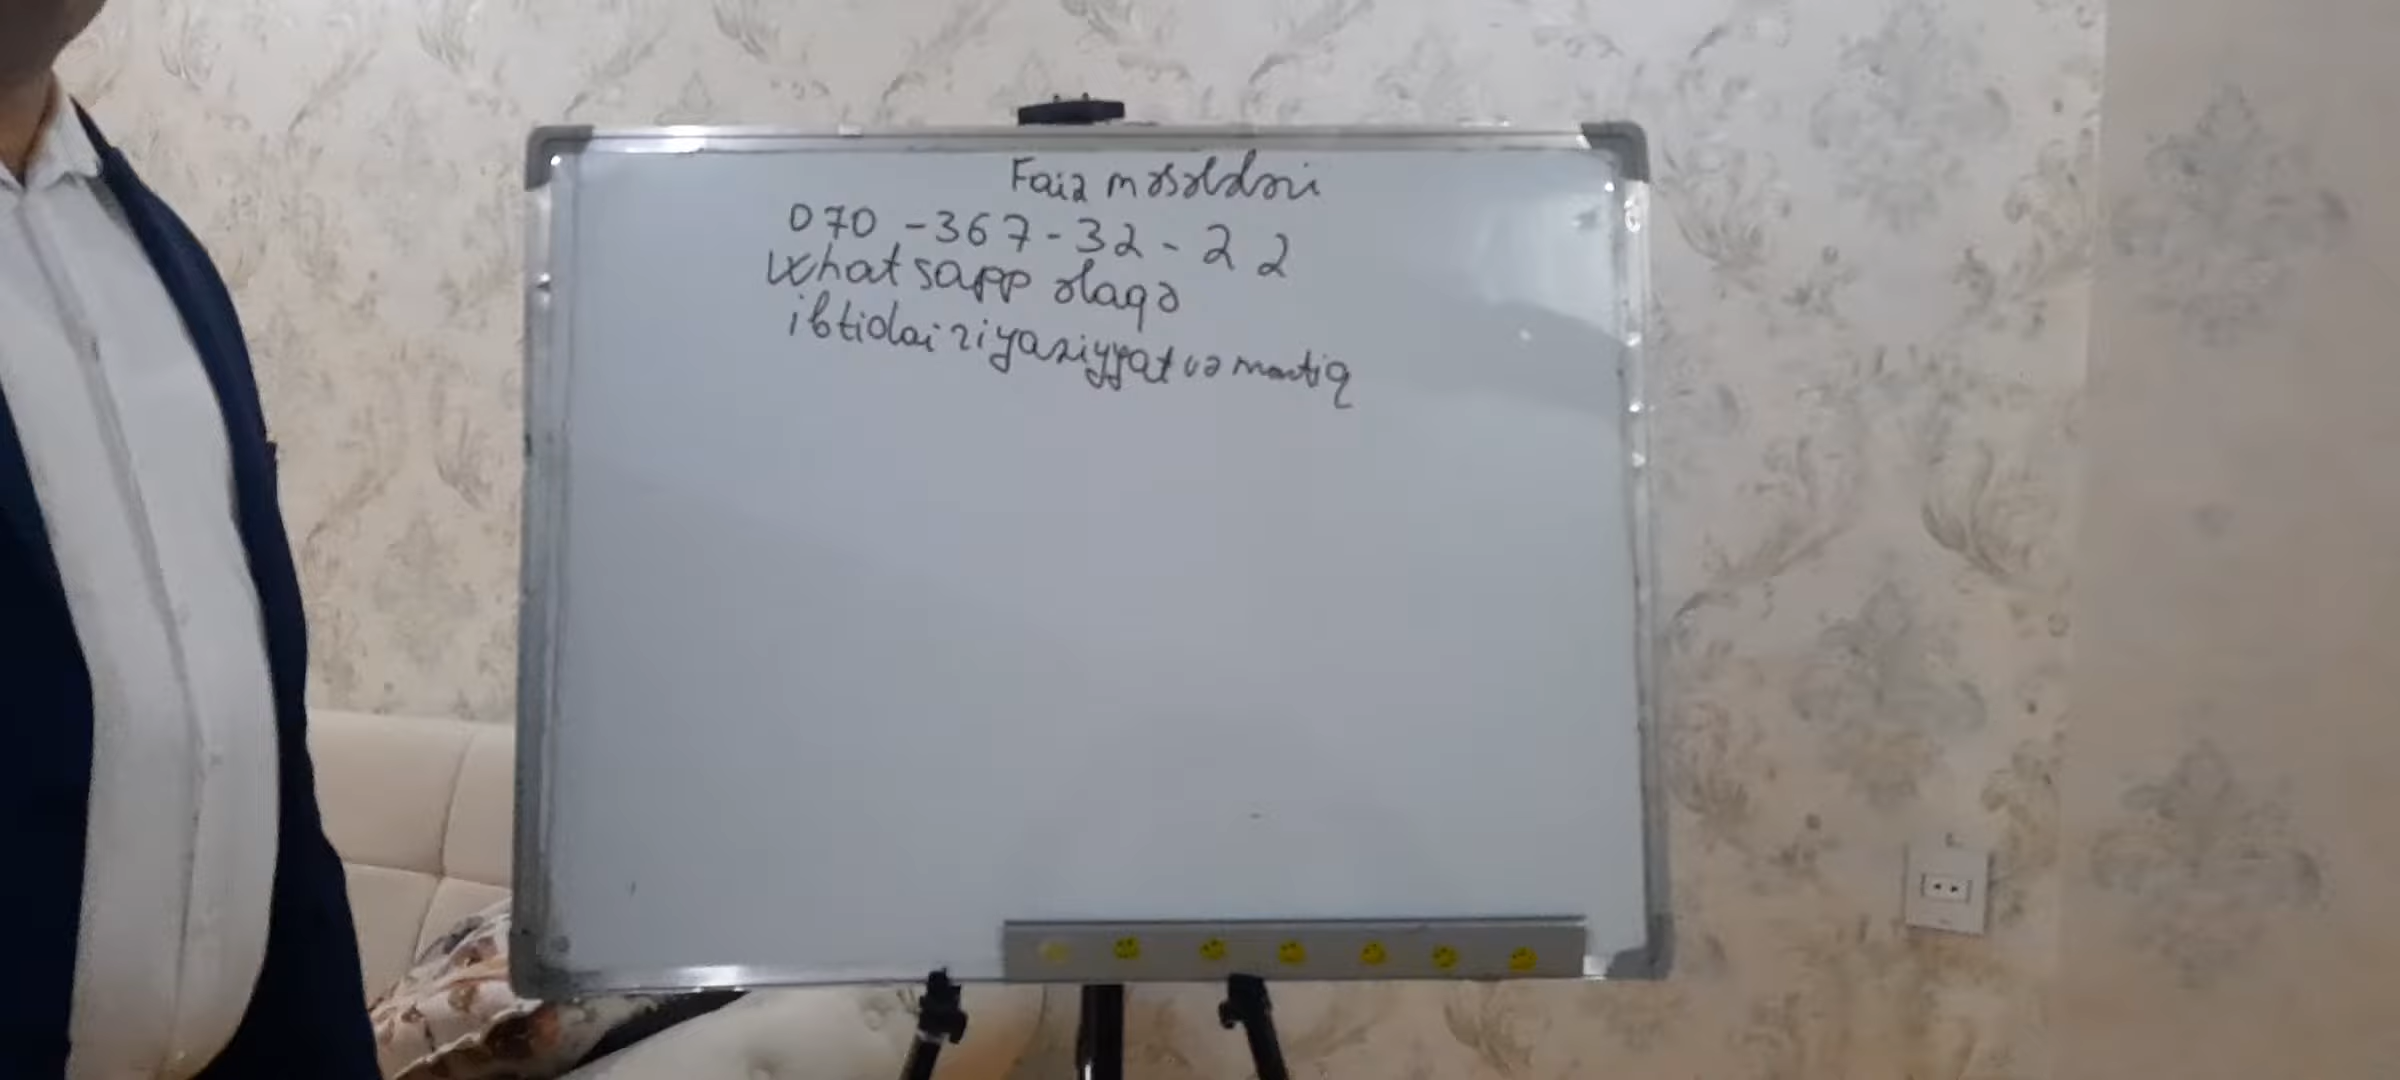 Faiz məsələləri
070-367-32-22
Whatsapp əlaqə
ibtidai riyaziyyat və məntiq